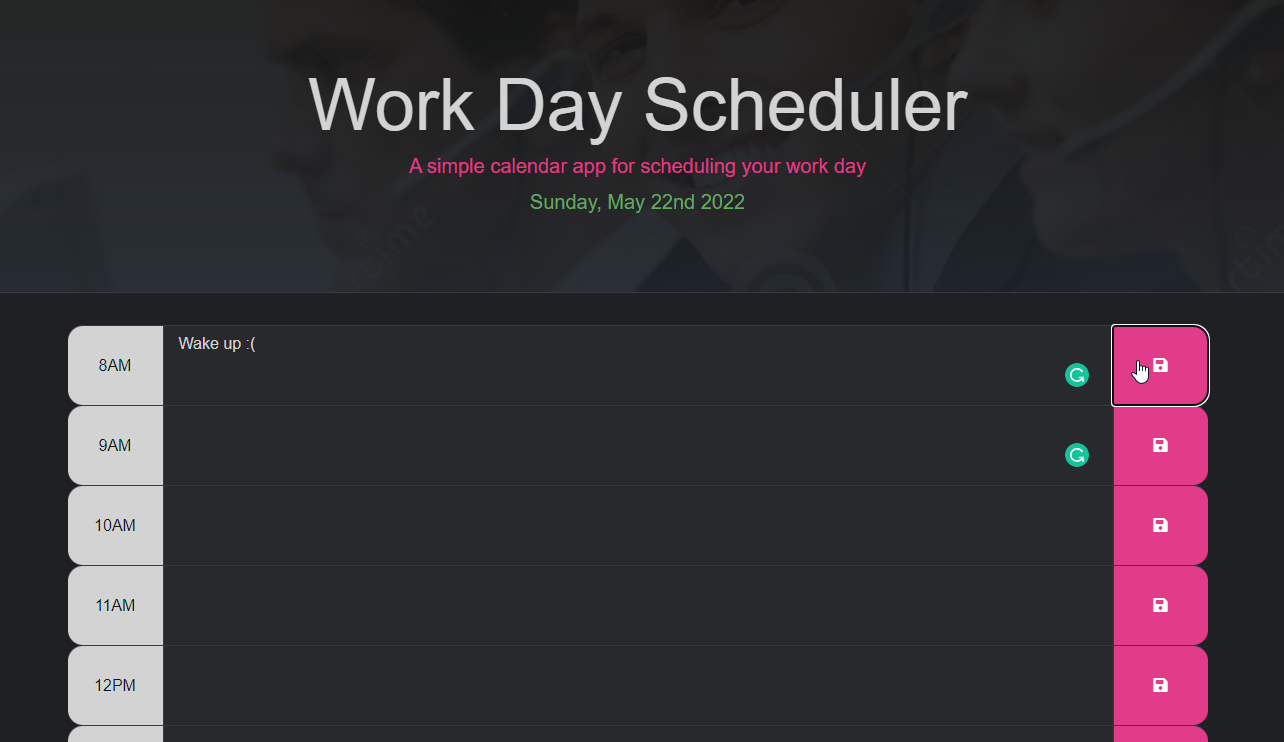 Work Day Scheduler
A simple calendar app for scheduling your work day
Sunday, May 22nd 2022
8AM
Wake up :(
9AM
10AM
11AM
12PM